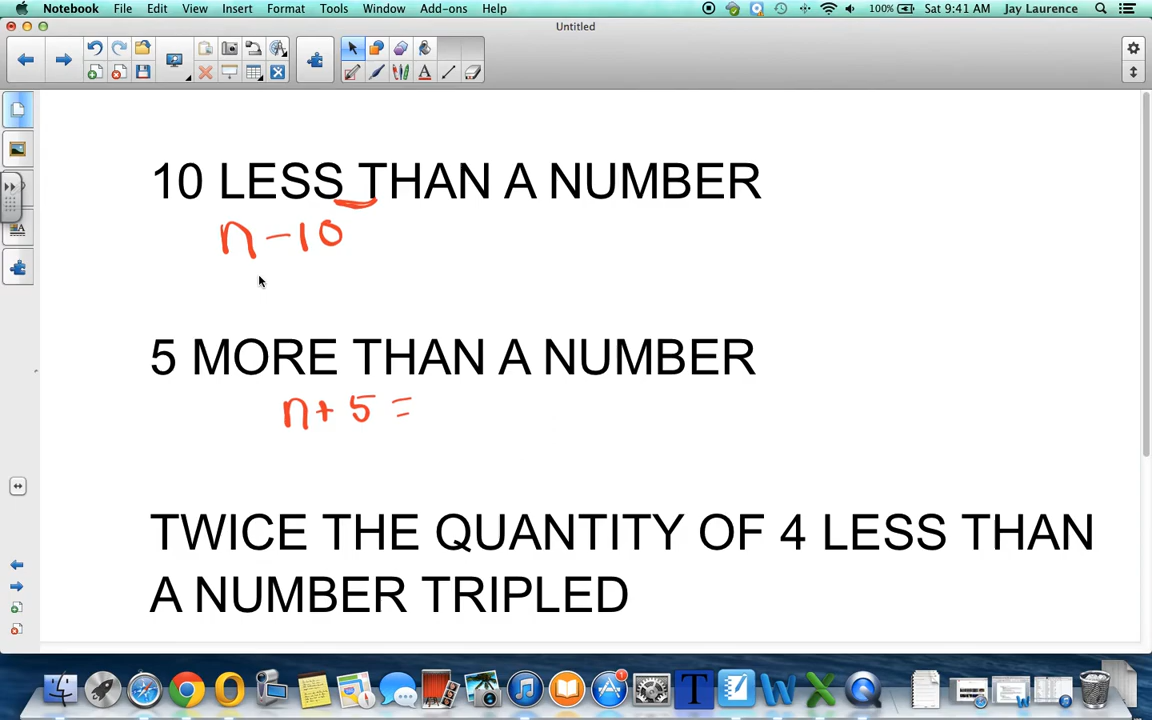 Notebook File Edit View Insert Format Tools Window Add-ons Help 100% Sat 9:41 AM Jay Laurence
Untitled
10 LESS THAN A NUMBER
n - 10
5 MORE THAN A NUMBER
n + 5 =
TWICE THE QUANTITY OF 4 LESS THAN
A NUMBER TRIPLED